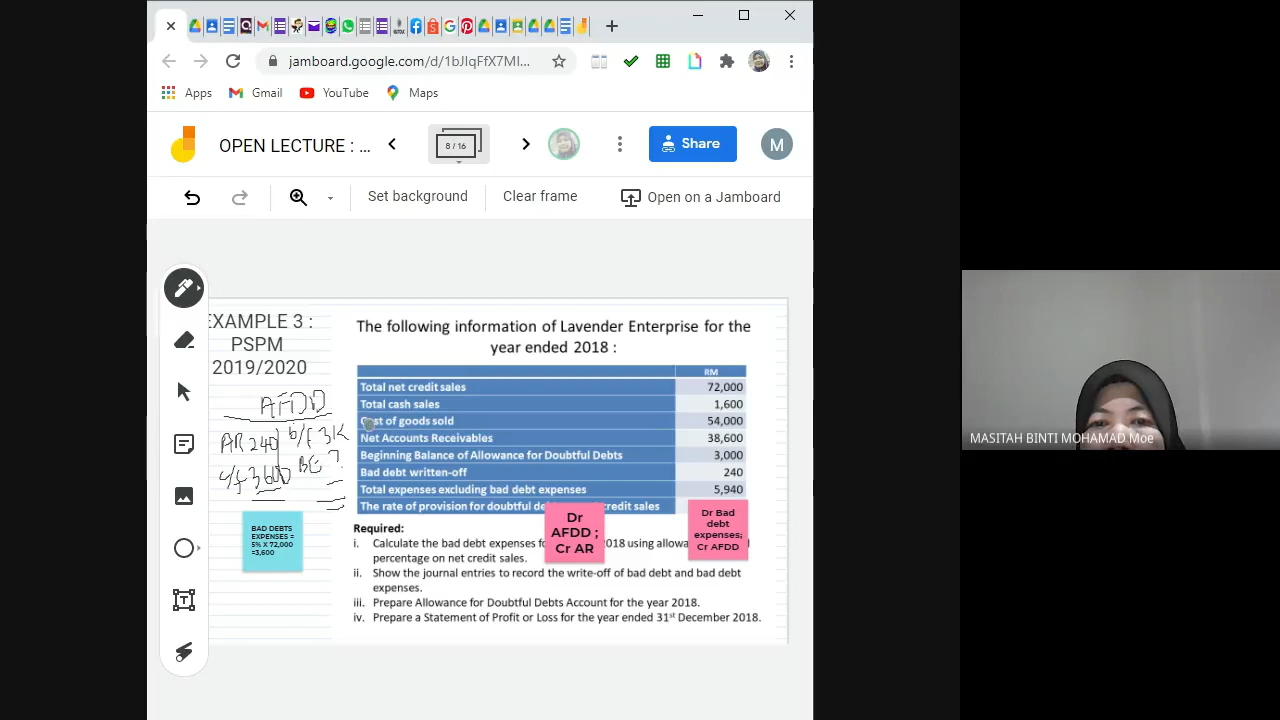 jamboard.google.com/d/1bJIqFfX7MI...
Apps
Gmail
YouTube
Maps
OPEN LECTURE : ...
8 / 16
Share
M
Set background
Clear frame
Open on a Jamboard
EXAMPLE 3 :
PSPM
2019/2020
AFDD
AR 240
b/f 3K
c/f 3600
BE ?
BAD DEBTS
EXPENSES =
5% X 72,000
=3,600
The following information of Lavender Enterprise for the
year ended 2018 :
RM
Total net credit sales 72,000
Total cash sales 1,600
Cost of goods sold 54,000
Net Accounts Receivables 38,600
Beginning Balance of Allowance for Doubtful Debts 3,000
Bad debt written-off 240
Total expenses excluding bad debt expenses 5,940
The rate of provision for doubtful credit sales
Dr
AFDD ;
Cr AR
Dr Bad
debt
expenses;
Cr AFDD
Required:
i. Calculate the bad debt expenses 2018 using
percentage on net credit sales.
ii. Show the journal entries to record the write-off of bad debt and bad debt
expenses.
iii. Prepare Allowance for Doubtful Debts Account for the year 2018.
iv. Prepare a Statement of Profit or Loss for the year ended 31st December 2018.
MASITAH BINTI MOHAMAD Moe